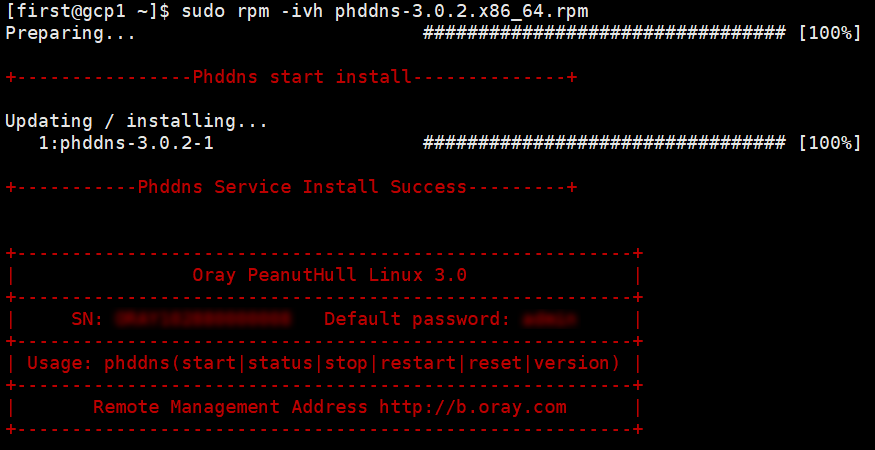 [first@gcp1 ~]$ sudo rpm -ivh phddns-3.0.2.x86_64.rpm
Preparing... ################################# [100%]
+----------------Phddns start install--------------+
Updating / installing...
1:phddns-3.0.2-1 ################################# [100%]
+-----------Phddns Service Install Success---------+
+--------------------------------------------------------+
| Oray PeanutHull Linux 3.0 |
+--------------------------------------------------------+
| SN: Default password: |
+--------------------------------------------------------+
| Usage: phddns(start|status|stop|restart|reset|version) |
+--------------------------------------------------------+
| Remote Management Address http://b.oray.com |
+--------------------------------------------------------+